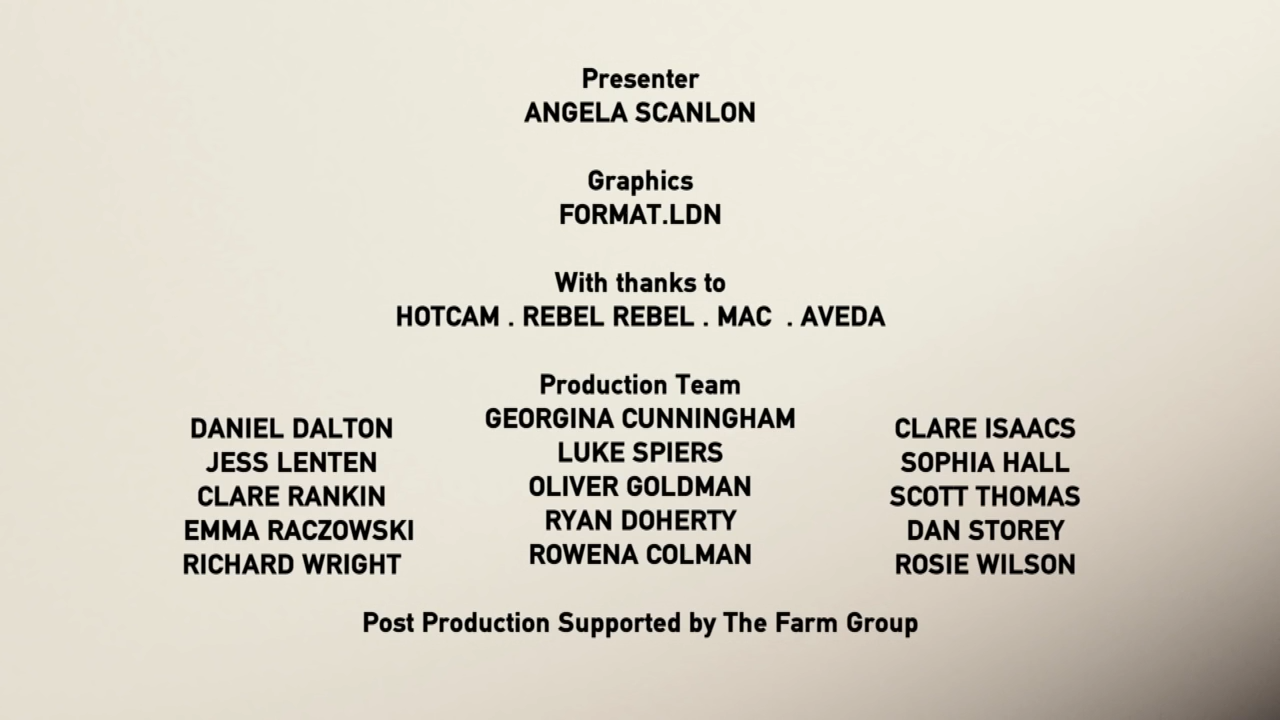 Presenter
ANGELA SCANLON
Graphics
FORMAT.LDN
With thanks to
HOTCAM . REBEL REBEL . MAC  . AVEDA
Production Team
DANIEL DALTON
JESS LENTEN
CLARE RANKIN
EMMA RACZOWSKI
RICHARD WRIGHT
GEORGINA CUNNINGHAM
LUKE SPIERS
OLIVER GOLDMAN
RYAN DOHERTY
ROWENA COLMAN
CLARE ISAACS
SOPHIA HALL
SCOTT THOMAS
DAN STOREY
ROSIE WILSON
Post Production Supported by The Farm Group